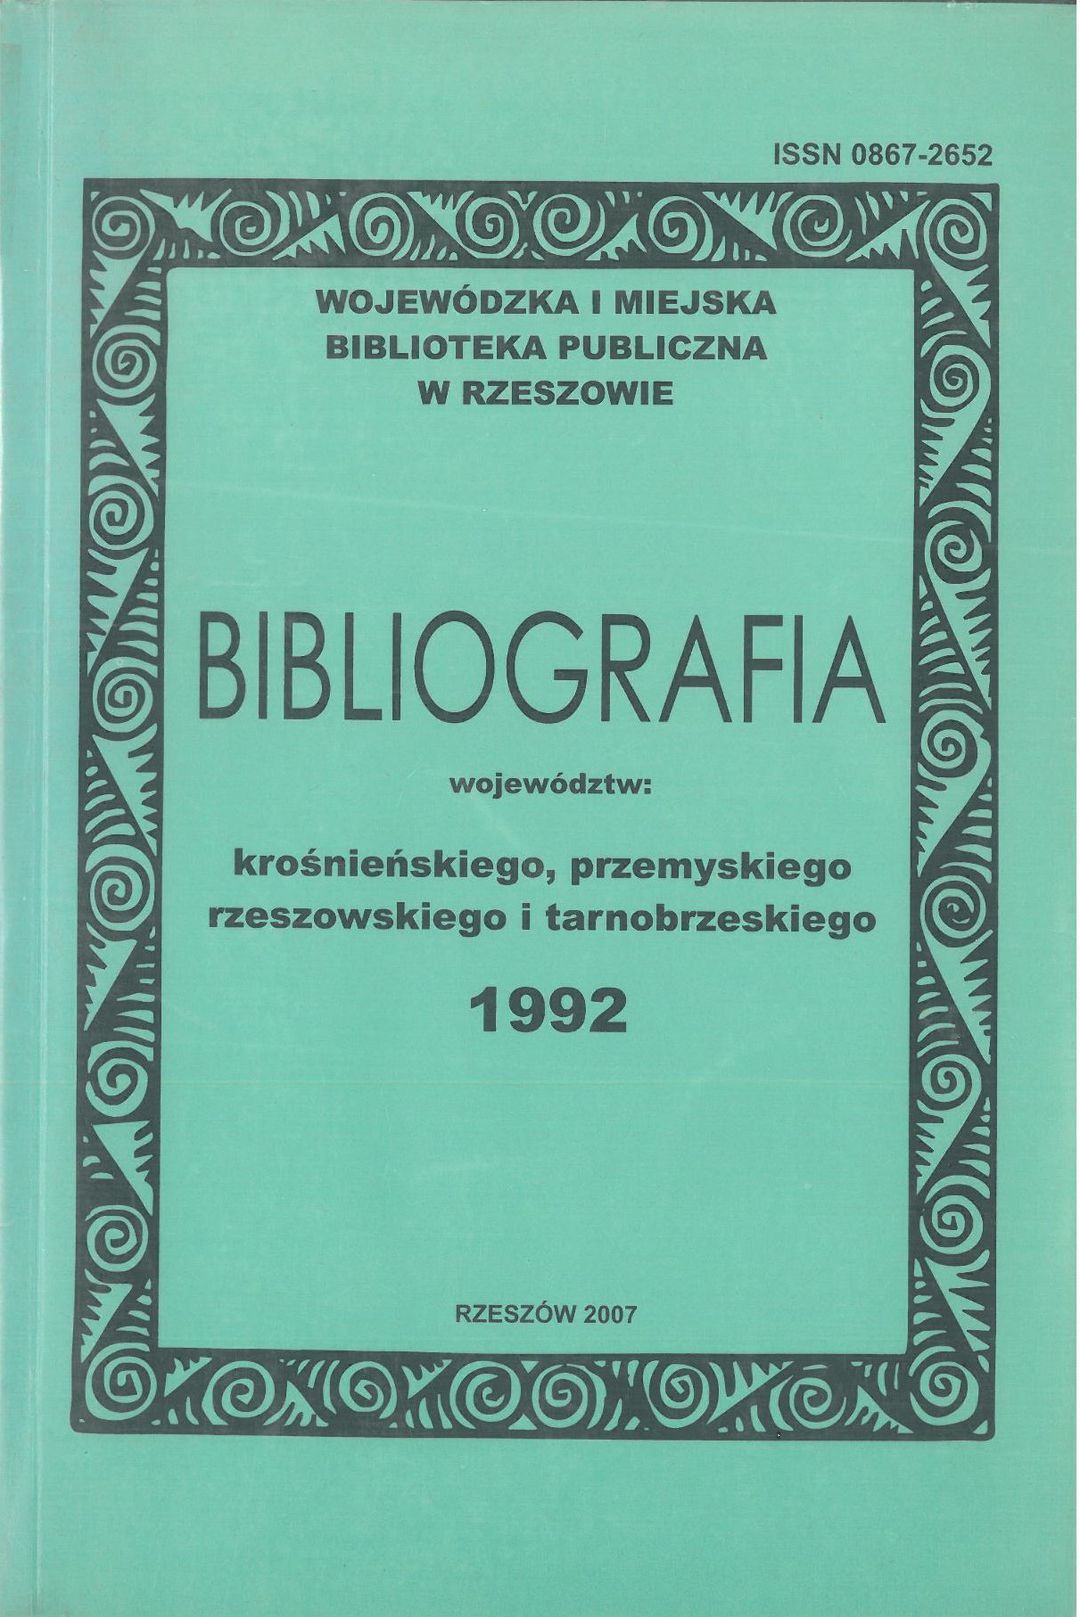 ISSN 0867-2652
WOJEWÓDZKA I MIEJSKA
BIBLIOTEKA PUBLICZNA
W RZESZOWIE
BIBLIOGRAFIA
województw:
krośnieńskiego, przemyskiego
rzeszowskiego i tarnobrzeskiego
1992
RZESZÓW 2007